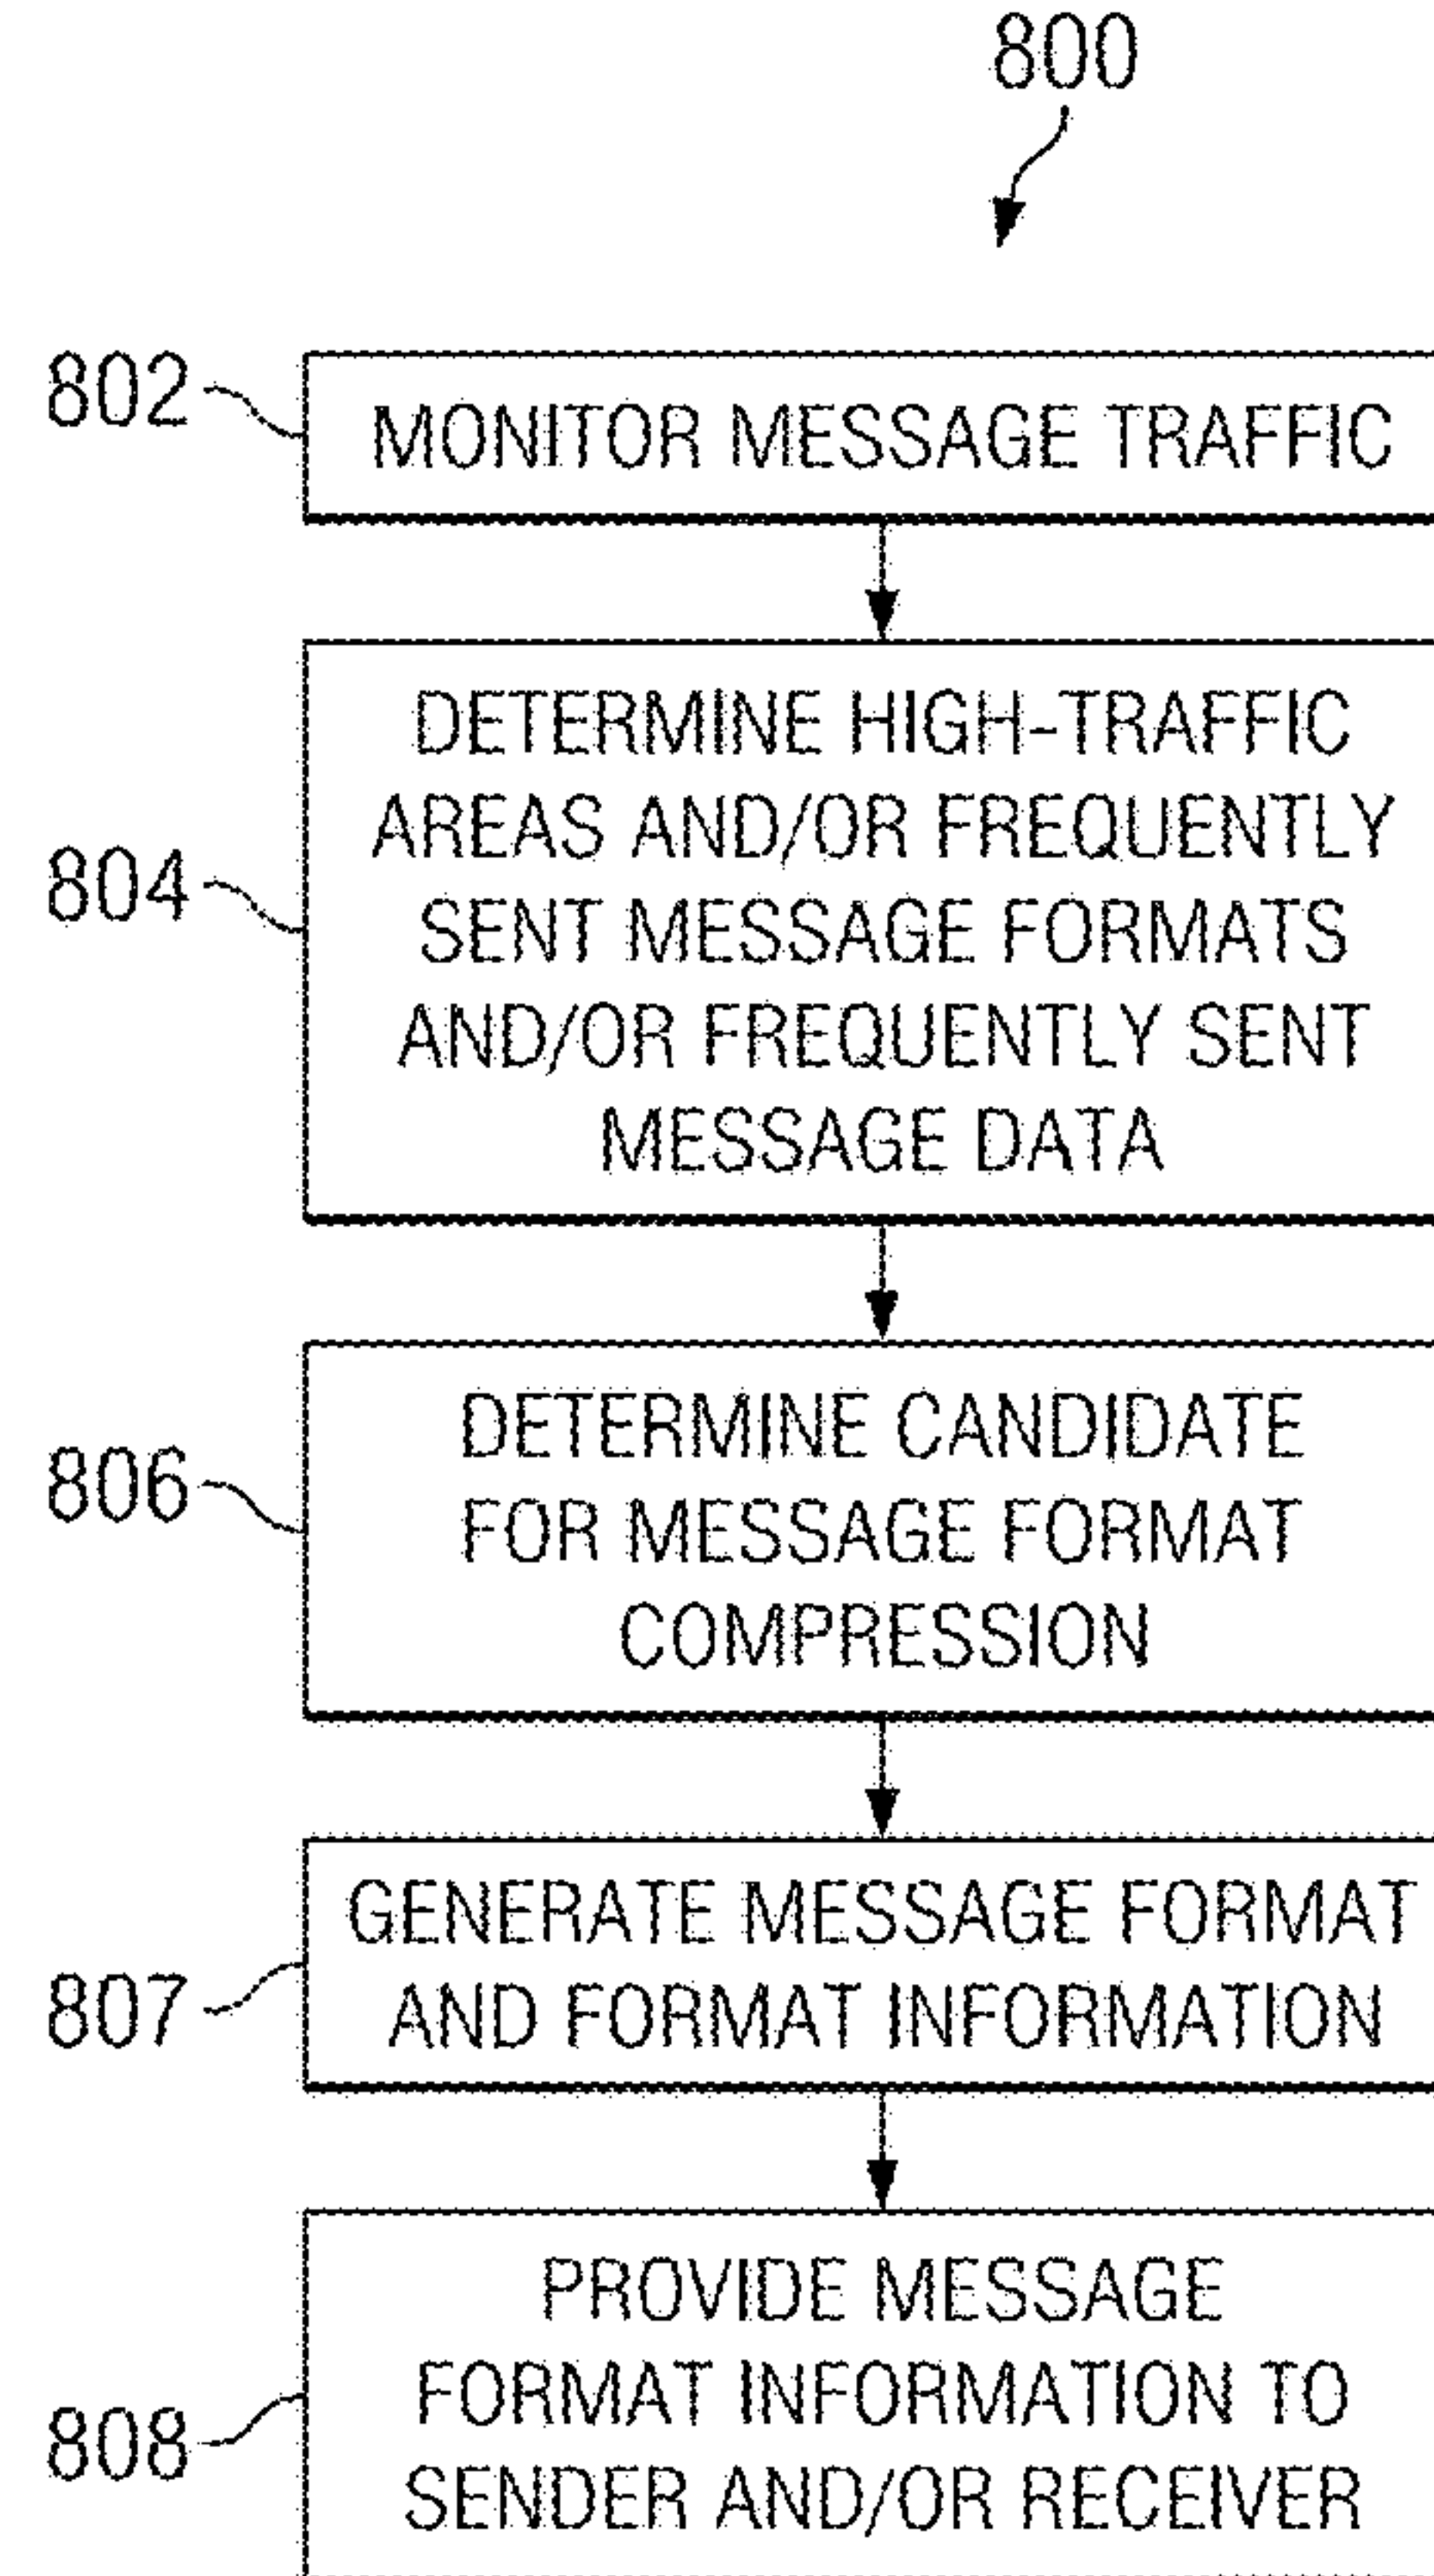 800
802
MONITOR MESSAGE TRAFFIC
DETERMINE HIGH-TRAFFIC
AREAS AND/OR FREQUENTLY
804
SENT MESSAGE FORMATS
AND/OR FREQUENTLY SENT
MESSAGE DATA
806
DETERMINE CANDIDATE
FOR MESSAGE FORMAT
COMPRESSION
807
GENERATE MESSAGE FORMAT
AND FORMAT INFORMATION
808
PROVIDE MESSAGE
FORMAT INFORMATION TO
SENDER AND/OR RECEIVER